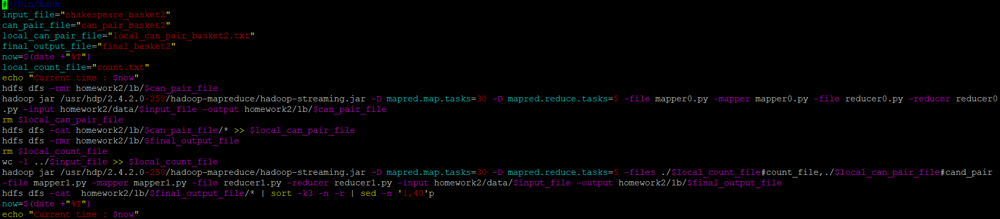 #!/bin/bash
input_file="shakespeare_basket2"
can_pair_file="can_pair_basket2"
local_can_pair_file="local_can_pair_basket2.txt"
final_output_file="final_basket2"
now=$(date +"%T")
local_count_file="count.txt"
echo "Current time : $now"
hdfs dfs -rmr homework2/1b/$can_pair_file
hadoop jar /usr/hdp/2.4.2.0-258/hadoop-mapreduce/hadoop-streaming.jar -D mapred.map.tasks=30 -D mapred.reduce.tasks=5 -file mapper0.py -mapper mapper0.py -file reducer0.py -reducer reducer0
.py -input homework2/data/$input_file -output homework2/1b/$can_pair_file
rm $local_can_pair_file
hdfs dfs -cat homework2/1b/$can_pair_file/* >> $local_can_pair_file
hdfs dfs -rmr homework2/1b/$final_output_file
rm $local_count_file
wc -l ../$input_file >> $local_count_file
hadoop jar /usr/hdp/2.4.2.0-258/hadoop-mapreduce/hadoop-streaming.jar -D mapred.map.tasks=30 -D mapred.reduce.tasks=5 -files ./$local_count_file#count_file,./$local_can_pair_file#cand_pair
-file mapper1.py -mapper mapper1.py -file reducer1.py -reducer reducer1.py -input homework2/data/$input_file -output homework2/1b/$final_output_file
hdfs dfs -cat  homework2/1b/$final_output_file/* | sort -k3 -n -r | sed -n '1,40'p
now=$(date +"%T")
echo "Current time : $now"